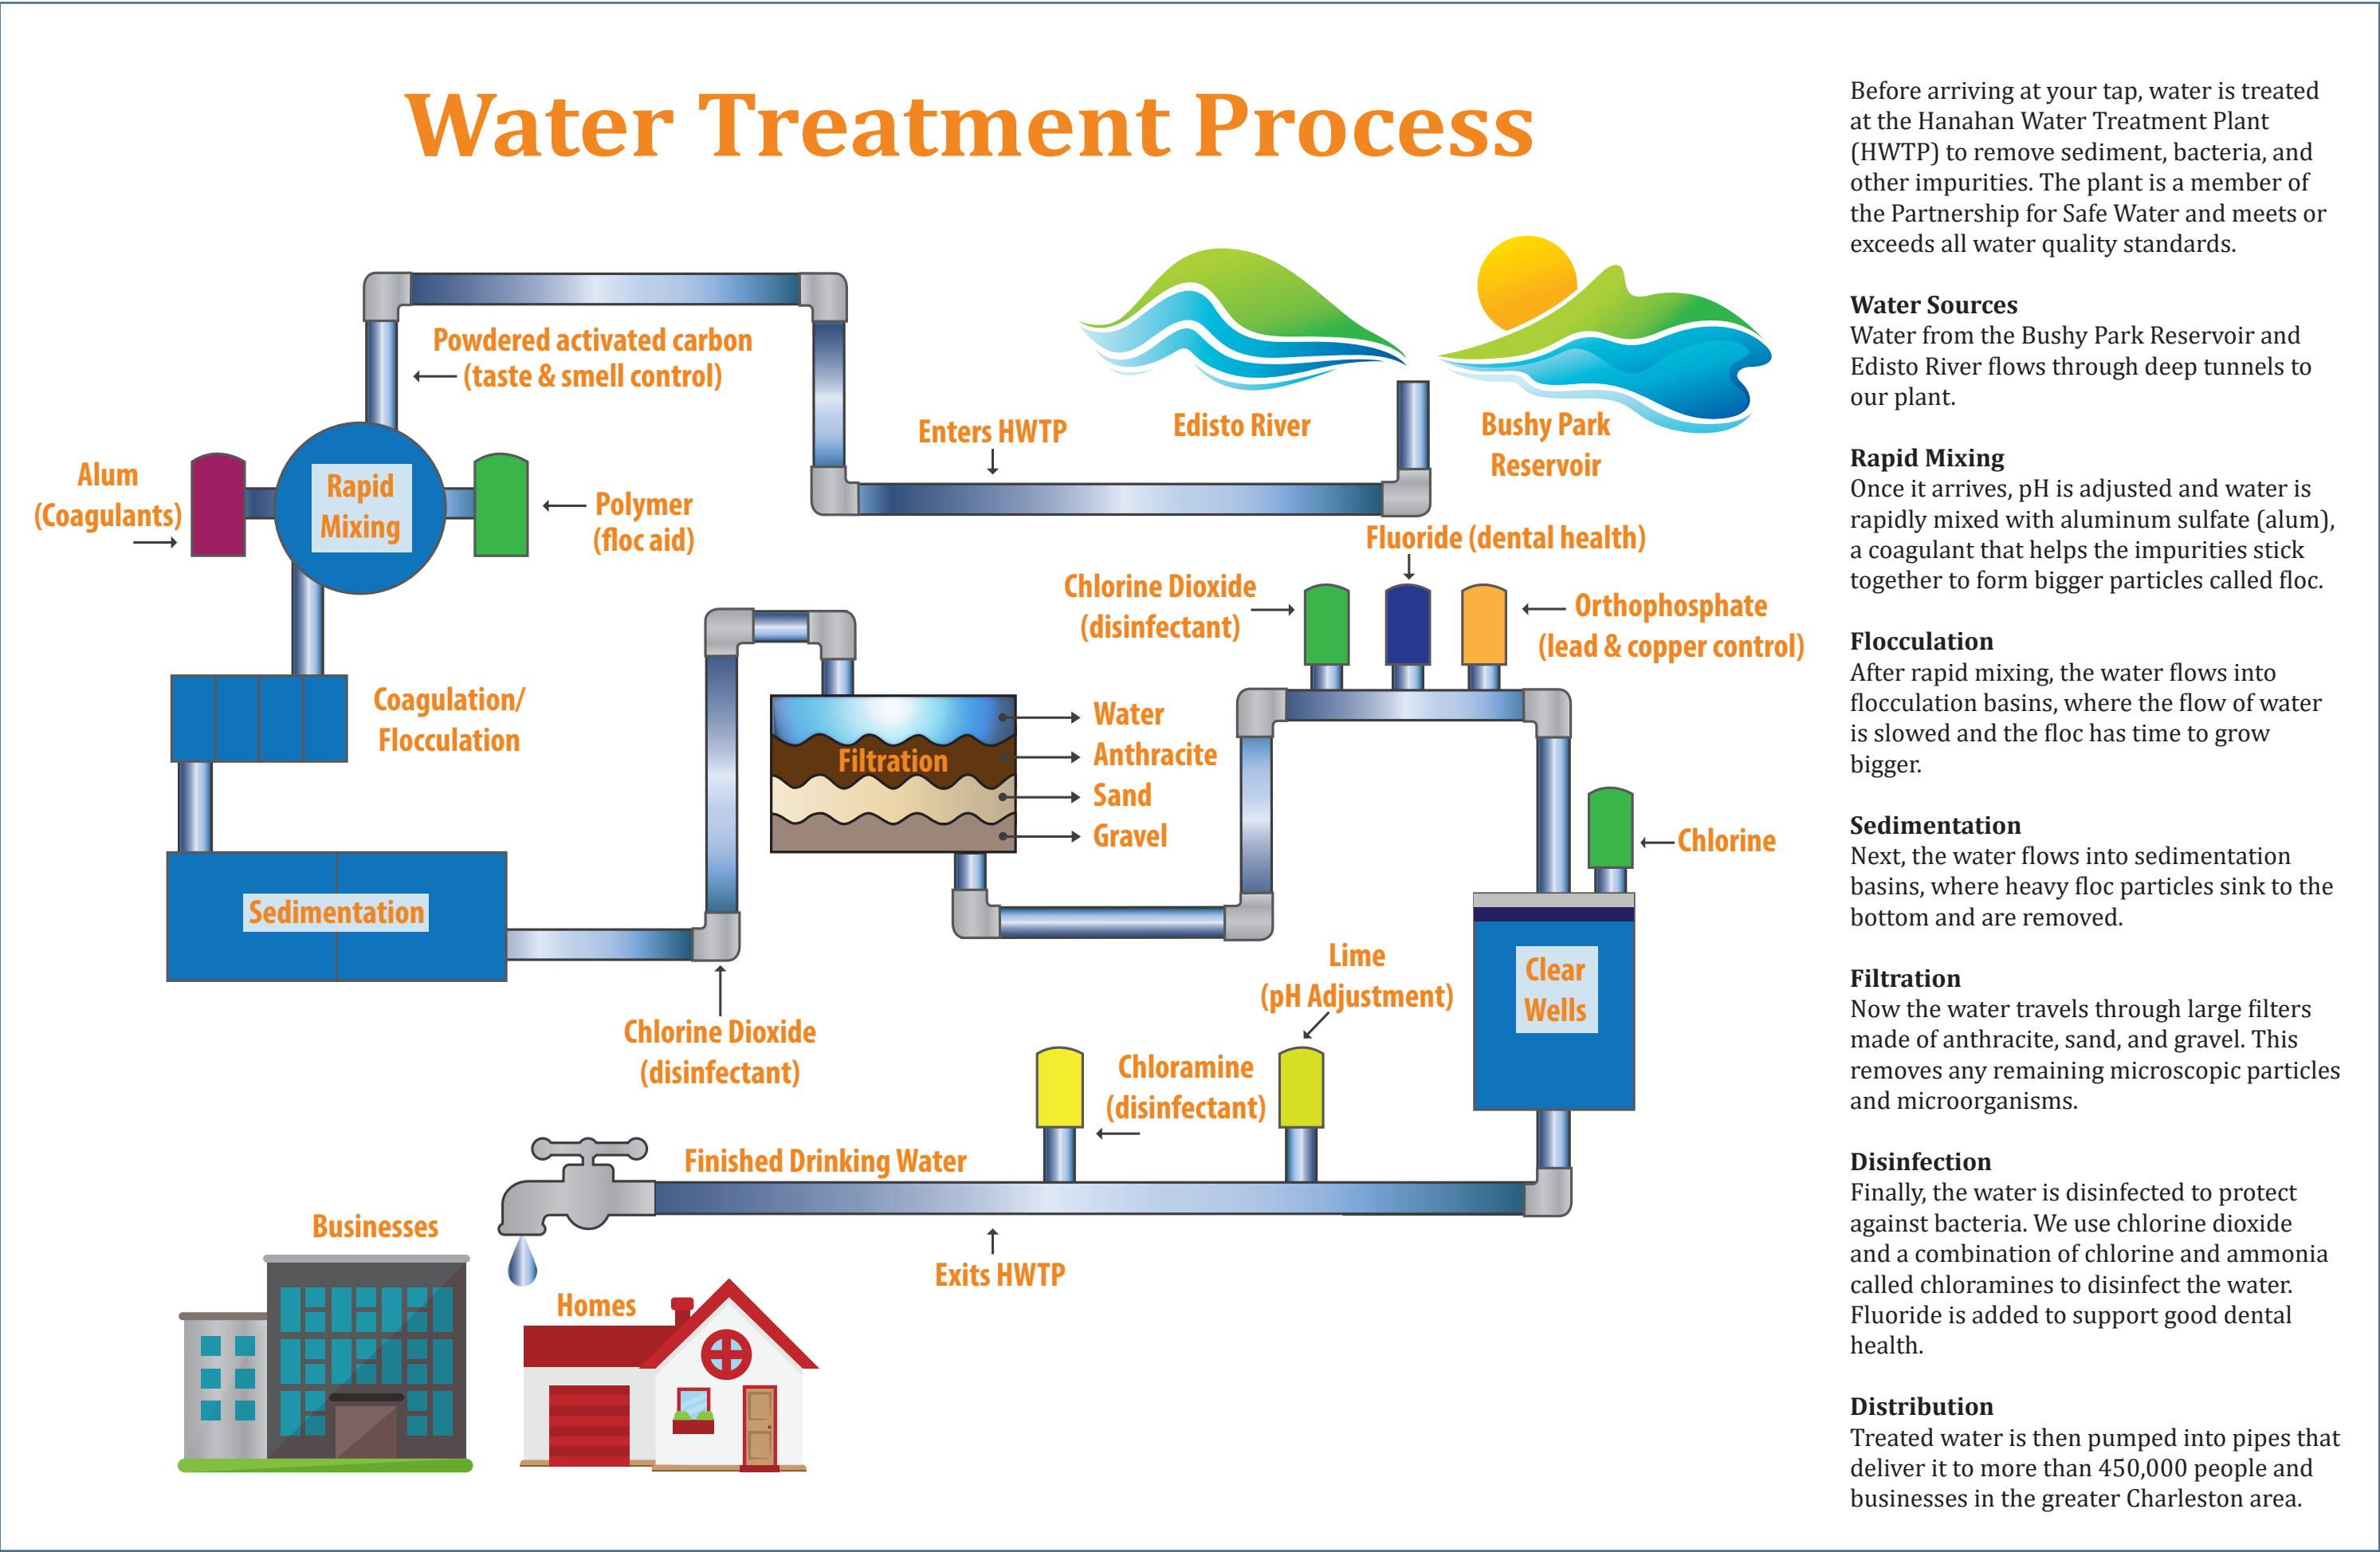 Water Treatment Process
Powdered activated carbon
(taste & smell control)
Enters HWTP
Edisto River
Bushy Park
Reservoir
Alum
(Coagulants)
Rapid
Mixing
Polymer
(floc aid)
Fluoride (dental health)
Chlorine Dioxide
(disinfectant)
Orthophosphate
(lead & copper control)
Coagulation/
Flocculation
Filtration
Water
Anthracite
Sand
Gravel
Chlorine
Sedimentation
Clear
Wells
Lime
(pH Adjustment)
Chlorine Dioxide
(disinfectant)
Chloramine
(disinfectant)
Finished Drinking Water
Exits HWTP
Businesses
Homes
Before arriving at your tap, water is treated
at the Hanahan Water Treatment Plant
(HWTP) to remove sediment, bacteria, and
other impurities. The plant is a member of
the Partnership for Safe Water and meets or
exceeds all water quality standards.
Water Sources
Water from the Bushy Park Reservoir and
Edisto River flows through deep tunnels to
our plant.
Rapid Mixing
Once it arrives, pH is adjusted and water is
rapidly mixed with aluminum sulfate (alum),
a coagulant that helps the impurities stick
together to form bigger particles called floc.
Flocculation
After rapid mixing, the water flows into
flocculation basins, where the flow of water
is slowed and the floc has time to grow
bigger.
Sedimentation
Next, the water flows into sedimentation
basins, where heavy floc particles sink to the
bottom and are removed.
Filtration
Now the water travels through large filters
made of anthracite, sand, and gravel. This
removes any remaining microscopic particles
and microorganisms.
Disinfection
Finally, the water is disinfected to protect
against bacteria. We use chlorine dioxide
and a combination of chlorine and ammonia
called chloramines to disinfect the water.
Fluoride is added to support good dental
health.
Distribution
Treated water is then pumped into pipes that
deliver it to more than 450,000 people and
businesses in the greater Charleston area.